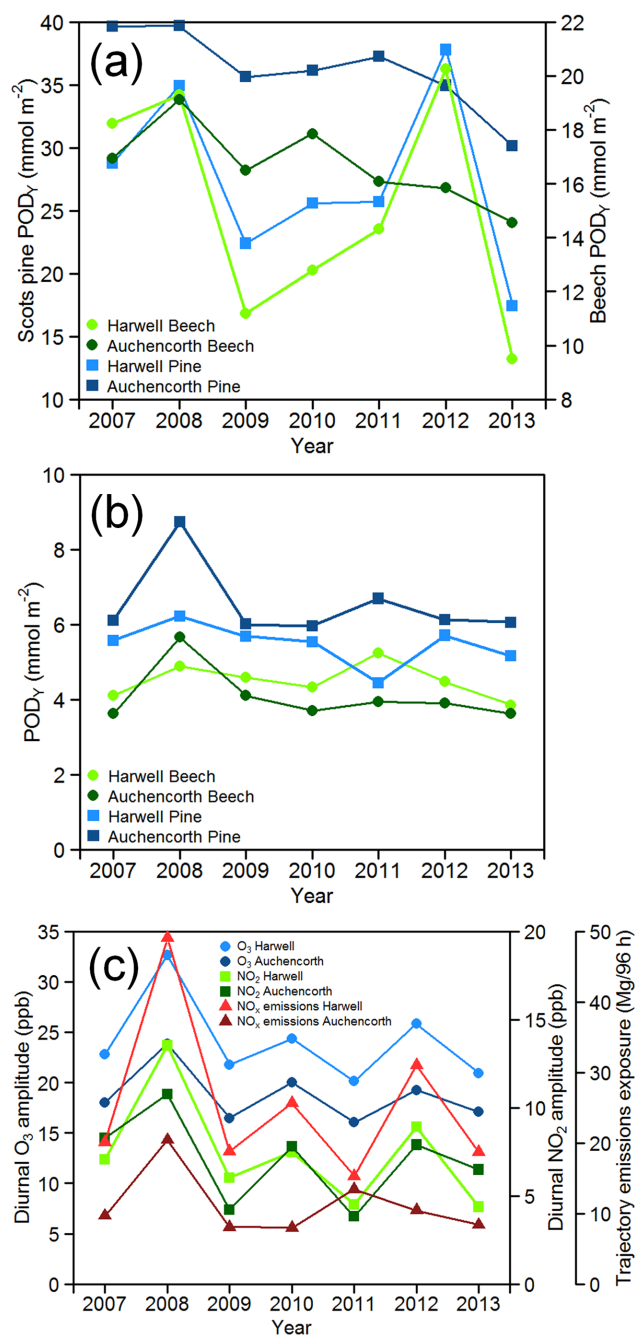 (a)
Scots pine POD_Y (mmol m⁻²)
40
35
30
25
20
15
10
22
20
18
16
14
12
10
8
Beech POD_Y (mmol m⁻²)
Harwell Beech
Auchencorth Beech
Harwell Pine
Auchencorth Pine
2007 2008 2009 2010 2011 2012 2013
Year
(b)
POD_Y (mmol m⁻²)
10
8
6
4
2
0
Harwell Beech
Auchencorth Beech
Harwell Pine
Auchencorth Pine
2007 2008 2009 2010 2011 2012 2013
Year
(c)
Diurnal O₃ amplitude (ppb)
35
30
25
20
15
10
5
0
O₃ Harwell
O₃ Auchencorth
NO₂ Harwell
NO₂ Auchencorth
NOₓ emissions Harwell
NOₓ emissions Auchencorth
20
15
10
5
0
Diurnal NO₂ amplitude (ppb)
50
40
30
20
10
0
Trajectory emissions exposure (Mg/96 h)
2007 2008 2009 2010 2011 2012 2013
Year